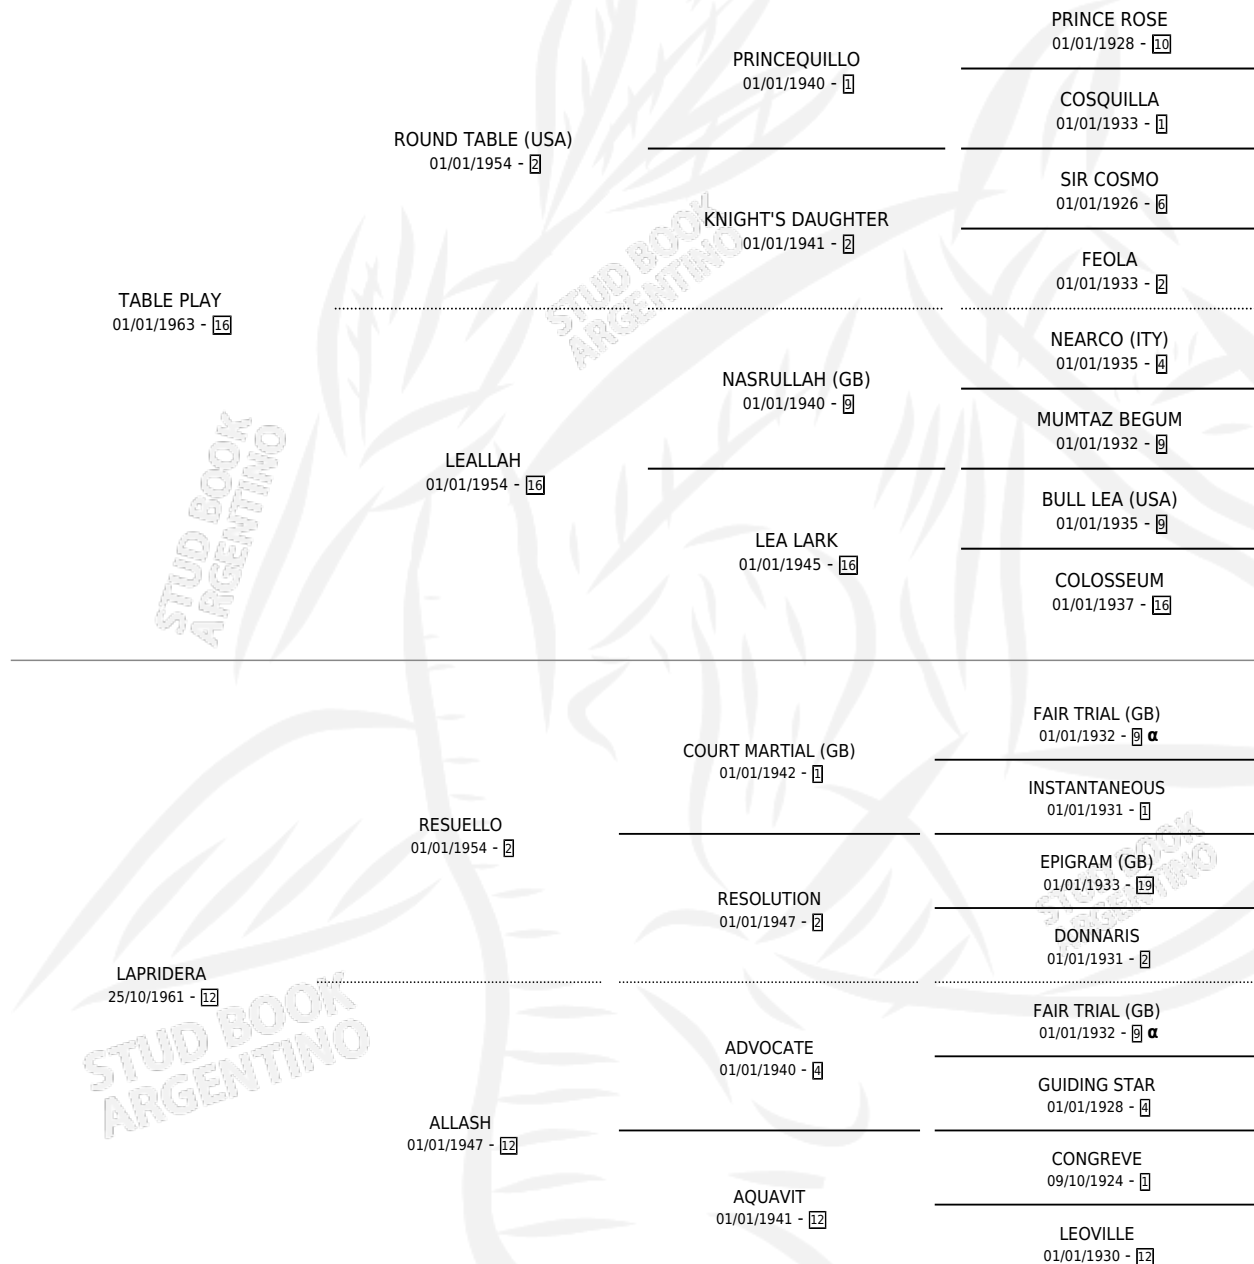 PRINCE ROSE
01/01/1928 - 10
PRINCEQUILLO
01/01/1940 - 1
COSQUILLA
01/01/1933 - 1
ROUND TABLE (USA)
01/01/1954 - 2
SIR COSMO
01/01/1926 - 6
KNIGHT'S DAUGHTER
01/01/1941 - 2
FEOLA
01/01/1933 - 2
TABLE PLAY
01/01/1963 - 16
NEARCO (ITY)
01/01/1935 - 4
NASRULLAH (GB)
01/01/1940 - 9
MUMTAZ BEGUM
01/01/1932 - 9
LEALLAH
01/01/1954 - 16
BULL LEA (USA)
01/01/1935 - 9
LEA LARK
01/01/1945 - 16
COLOSSEUM
01/01/1937 - 16
FAIR TRIAL (GB)
01/01/1932 - 9 α
COURT MARTIAL (GB)
01/01/1942 - 1
INSTANTANEOUS
01/01/1931 - 1
RESUELLO
01/01/1954 - 2
EPIGRAM (GB)
01/01/1933 - 19
RESOLUTION
01/01/1947 - 2
DONNARIS
01/01/1931 - 2
LAPRIDERA
25/10/1961 - 12
FAIR TRIAL (GB)
01/01/1932 - 9 α
ADVOCATE
01/01/1940 - 4
GUIDING STAR
01/01/1928 - 4
ALLASH
01/01/1947 - 12
CONGREVE
09/10/1924 - 1
AQUAVIT
01/01/1941 - 12
LEOVILLE
01/01/1930 - 12
STUD BOOK
ARGENTINO
STUD BOOK
ARGENTINO
STUD BOOK
ARGENTINO
STUD BOOK
ARGENTINO